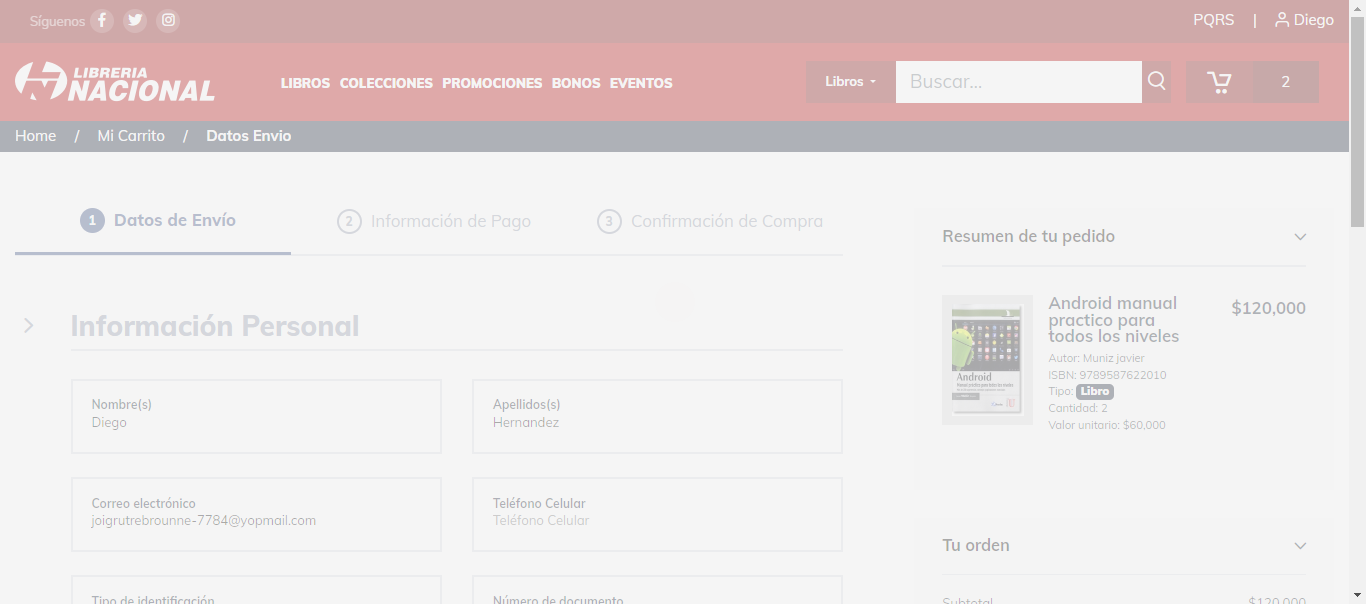 Síguenos
PQRS | Diego
LIBRERIA
NACIONAL
LIBROS COLECCIONES PROMOCIONES BONOS EVENTOS
Libros
Buscar...
2
Home / Mi Carrito / Datos Envio
1 Datos de Envío
2 Información de Pago
3 Confirmación de Compra
Información Personal
Nombre(s)
Diego
Apellidos(s)
Hernandez
Correo electrónico
joigrutrebrounne-7784@yopmail.com
Teléfono Celular
Teléfono Celular
Tipo de identificación
Número de documento
Resumen de tu pedido
Android
Android manual
practico para
todos los niveles
$120,000
Autor: Muniz javier
ISBN: 9789587622010
Tipo: Libro
Cantidad: 2
Valor unitario: $60,000
Tu orden
Subtotal
$120,000